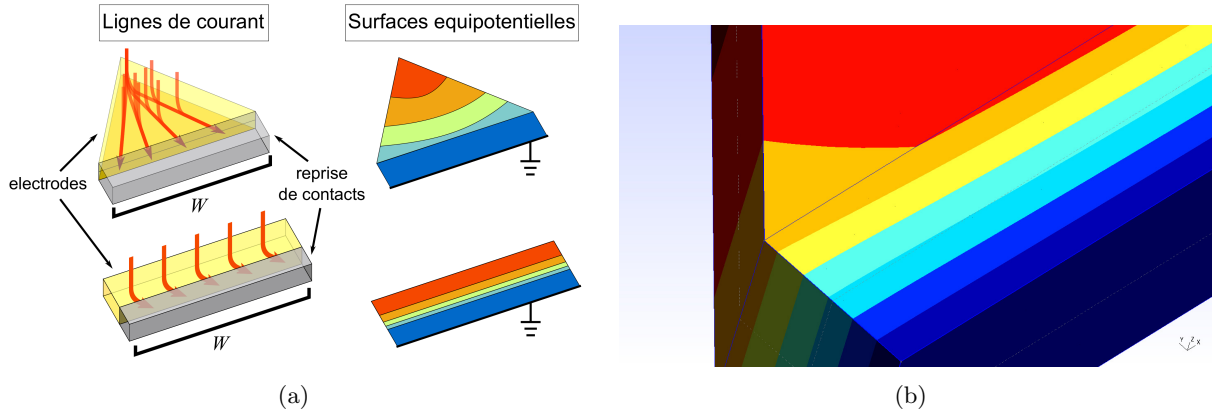 Lignes de courant
Surfaces equipotentielles
electrodes
reprise
de contacts
W
W
Y Z X
(a)
(b)